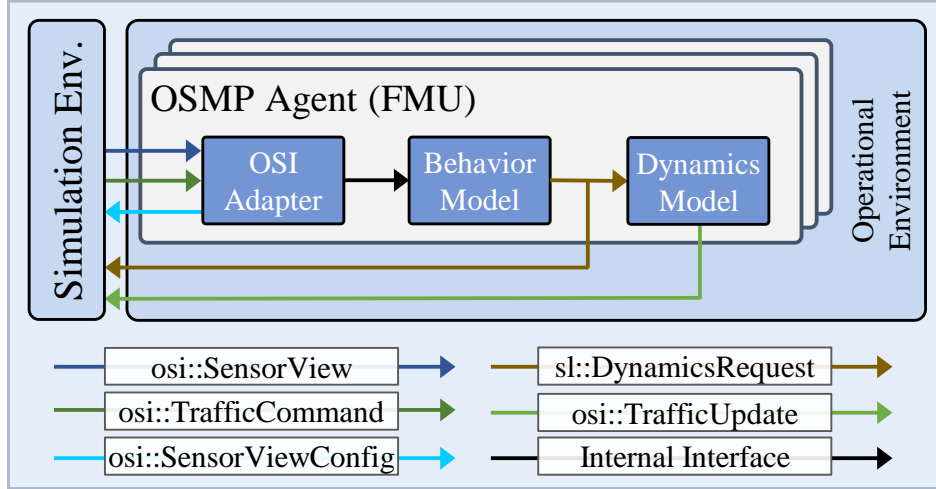 Simulation Env.
OSMP Agent (FMU)
OSI
Adapter
Behavior
Model
Dynamics
Model
Operational
Environment
osi::SensorView
sl::DynamicsRequest
osi::TrafficCommand
osi::TrafficUpdate
osi::SensorViewConfig
Internal Interface